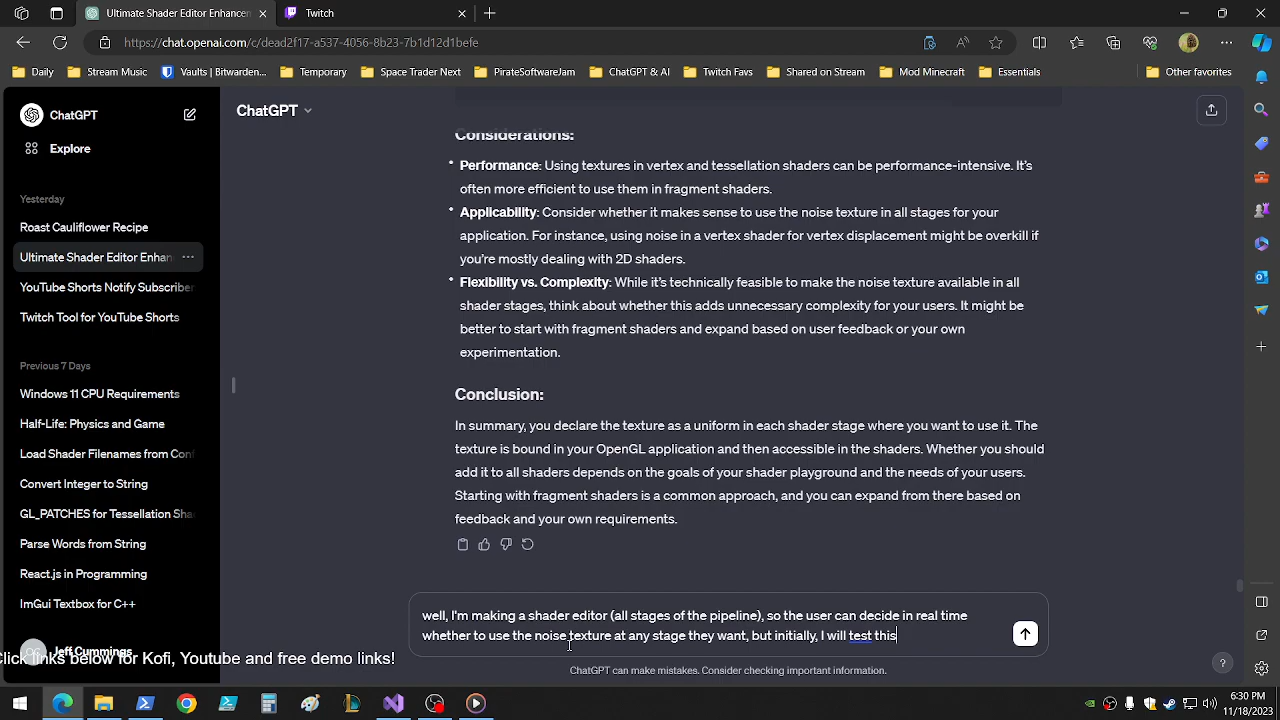 Ultimate Shader Editor Enhancen
Twitch
https://chat.openai.com/c/dead2f17-a537-4056-8b23-7b1d12d1befe
Daily
Stream Music
Vaults | Bitwarden...
Temporary
Space Trader Next
PirateSoftwareJam
ChatGPT & AI
Twitch Favs
Shared on Stream
Mod Minecraft
Essentials
Other favorites
ChatGPT
Explore
Yesterday
Roast Cauliflower Recipe
Ultimate Shader Editor Enhan
YouTube Shorts Notify Subscriber
Twitch Tool for YouTube Shorts
Previous 7 Days
Windows 11 CPU Requirements
Half-Life: Physics and Game
Load Shader Filenames from Conf
Convert Integer to String
GL_PATCHES for Tessellation Sha
Parse Words from String
React.js in Programming
ImGui Textbox for C++
Jeff Cummings
Click links below for Kofi, Youtube and free demo links!
ChatGPT
Considerations:
• Performance: Using textures in vertex and tessellation shaders can be performance-intensive. It's
often more efficient to use them in fragment shaders.
• Applicability: Consider whether it makes sense to use the noise texture in all stages for your
application. For instance, using noise in a vertex shader for vertex displacement might be overkill if
you're mostly dealing with 2D shaders.
• Flexibility vs. Complexity: While it's technically feasible to make the noise texture available in all
shader stages, think about whether this adds unnecessary complexity for your users. It might be
better to start with fragment shaders and expand based on user feedback or your own
experimentation.
Conclusion:
In summary, you declare the texture as a uniform in each shader stage where you want to use it. The
texture is bound in your OpenGL application and then accessible in the shaders. Whether you should
add it to all shaders depends on the goals of your shader playground and the needs of your users.
Starting with fragment shaders is a common approach, and you can expand from there based on
feedback and your own requirements.
well, I'm making a shader editor (all stages of the pipeline), so the user can decide in real time
whether to use the noise texture at any stage they want, but initially, I will test this
ChatGPT can make mistakes. Consider checking important information.
?
6:30 PM
11/18/2023